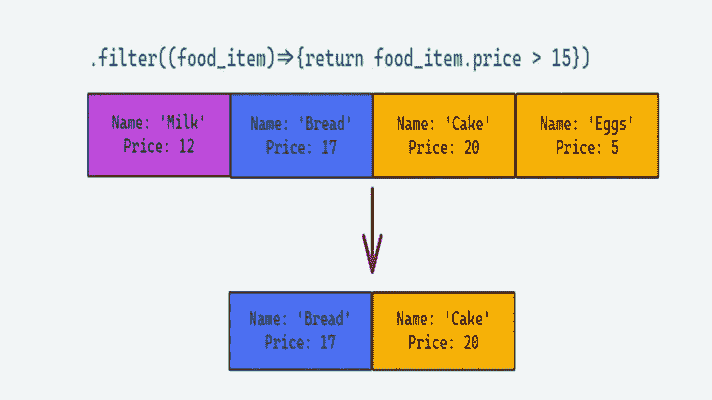 .filter((food_item)=>{return food_item.price > 15})
Name: 'Milk'
Price: 12
Name: 'Bread'
Price: 17
Name: 'Cake'
Price: 20
Name: 'Eggs'
Price: 5
Name: 'Bread'
Price: 17
Name: 'Cake'
Price: 20